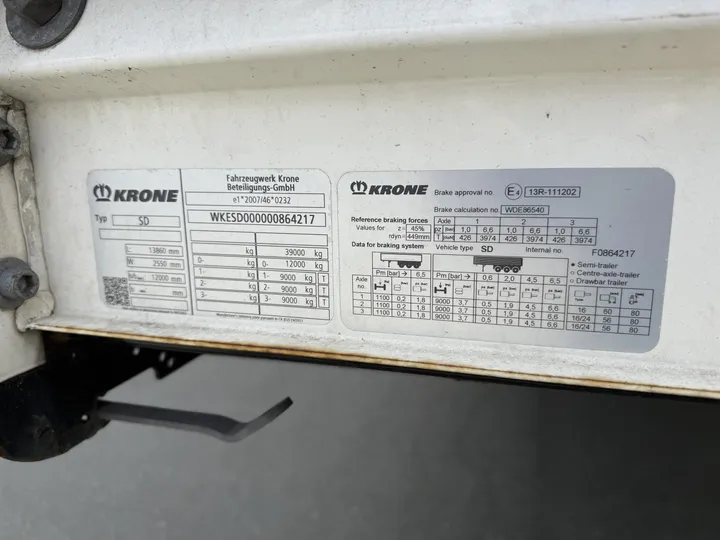 KRONE
Fahrzeugwerk Krone
Beteiligungs-GmbH
e1*2007/46*0232
Typ SD
WKESD000000864217
13860 mm
W 2550 mm
12000 mm
kg 39000 kg
0- kg 0- 12000 kg
1- kg 1- 9000 kg T
2- kg 2- 9000 kg T
3- kg 3- 9000 kg T
KRONE
Brake approval no. E4 13R-111202
Brake calculation no. WDE86540
Reference braking forces Axle 1 2 3
Values for z= 45% pz [bar] 1,0 6,6 1,0 6,6 1,0 6,6
rdyn= 449mm T [daN] 426 3974 426 3974 426 3974
Data for braking system Vehicle type SD Internal no. F0864217
Semi-trailer
Centre-axle-trailer
Drawbar trailer
Pm [bar] → 6,5 Pm [bar] → 0,6 2,0 4,5 6,5
Axle no.
1 1100 0,2 1,8 9000 3,7 0,5 1,9 4,5 6,6 16 60 80
2 1100 0,2 1,8 9000 3,7 0,5 1,9 4,5 6,6 16/24 56 80
3 1100 0,2 1,8 9000 3,7 0,5 1,9 4,5 6,6 16/24 56 80